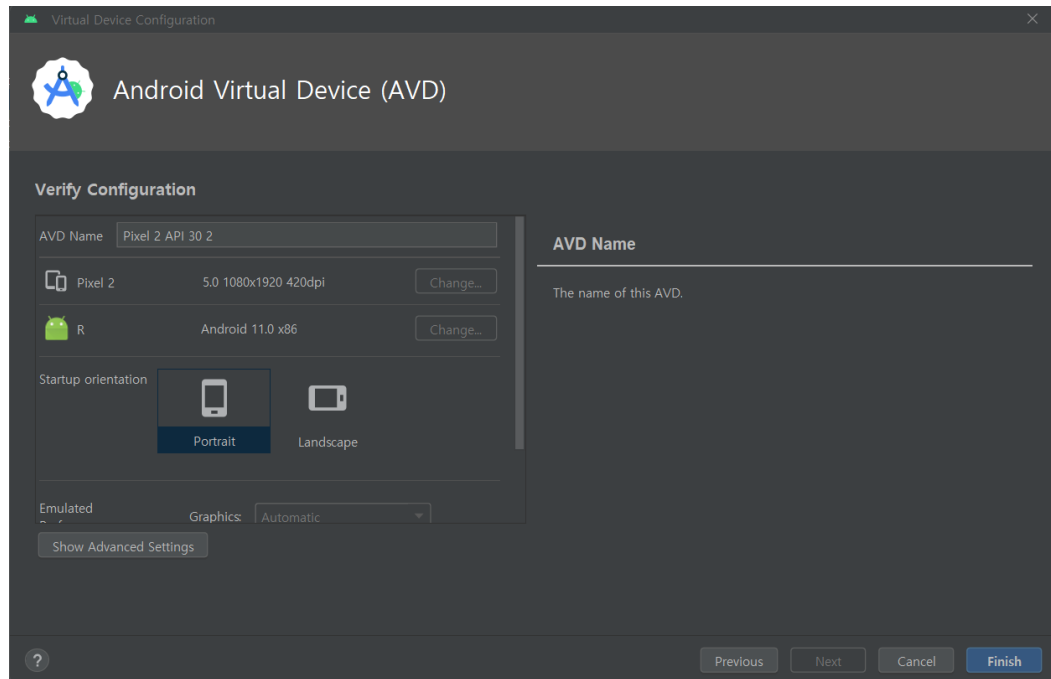 Virtual Device Configuration
Android Virtual Device (AVD)
Verify Configuration
AVD Name Pixel 2 API 30 2
Pixel 2 5.0 1080x1920 420dpi Change...
R Android 11.0 x86 Change...
Startup orientation
Portrait Landscape
Emulated
Graphics: Automatic
Show Advanced Settings
AVD Name
The name of this AVD.
? Previous Next Cancel Finish